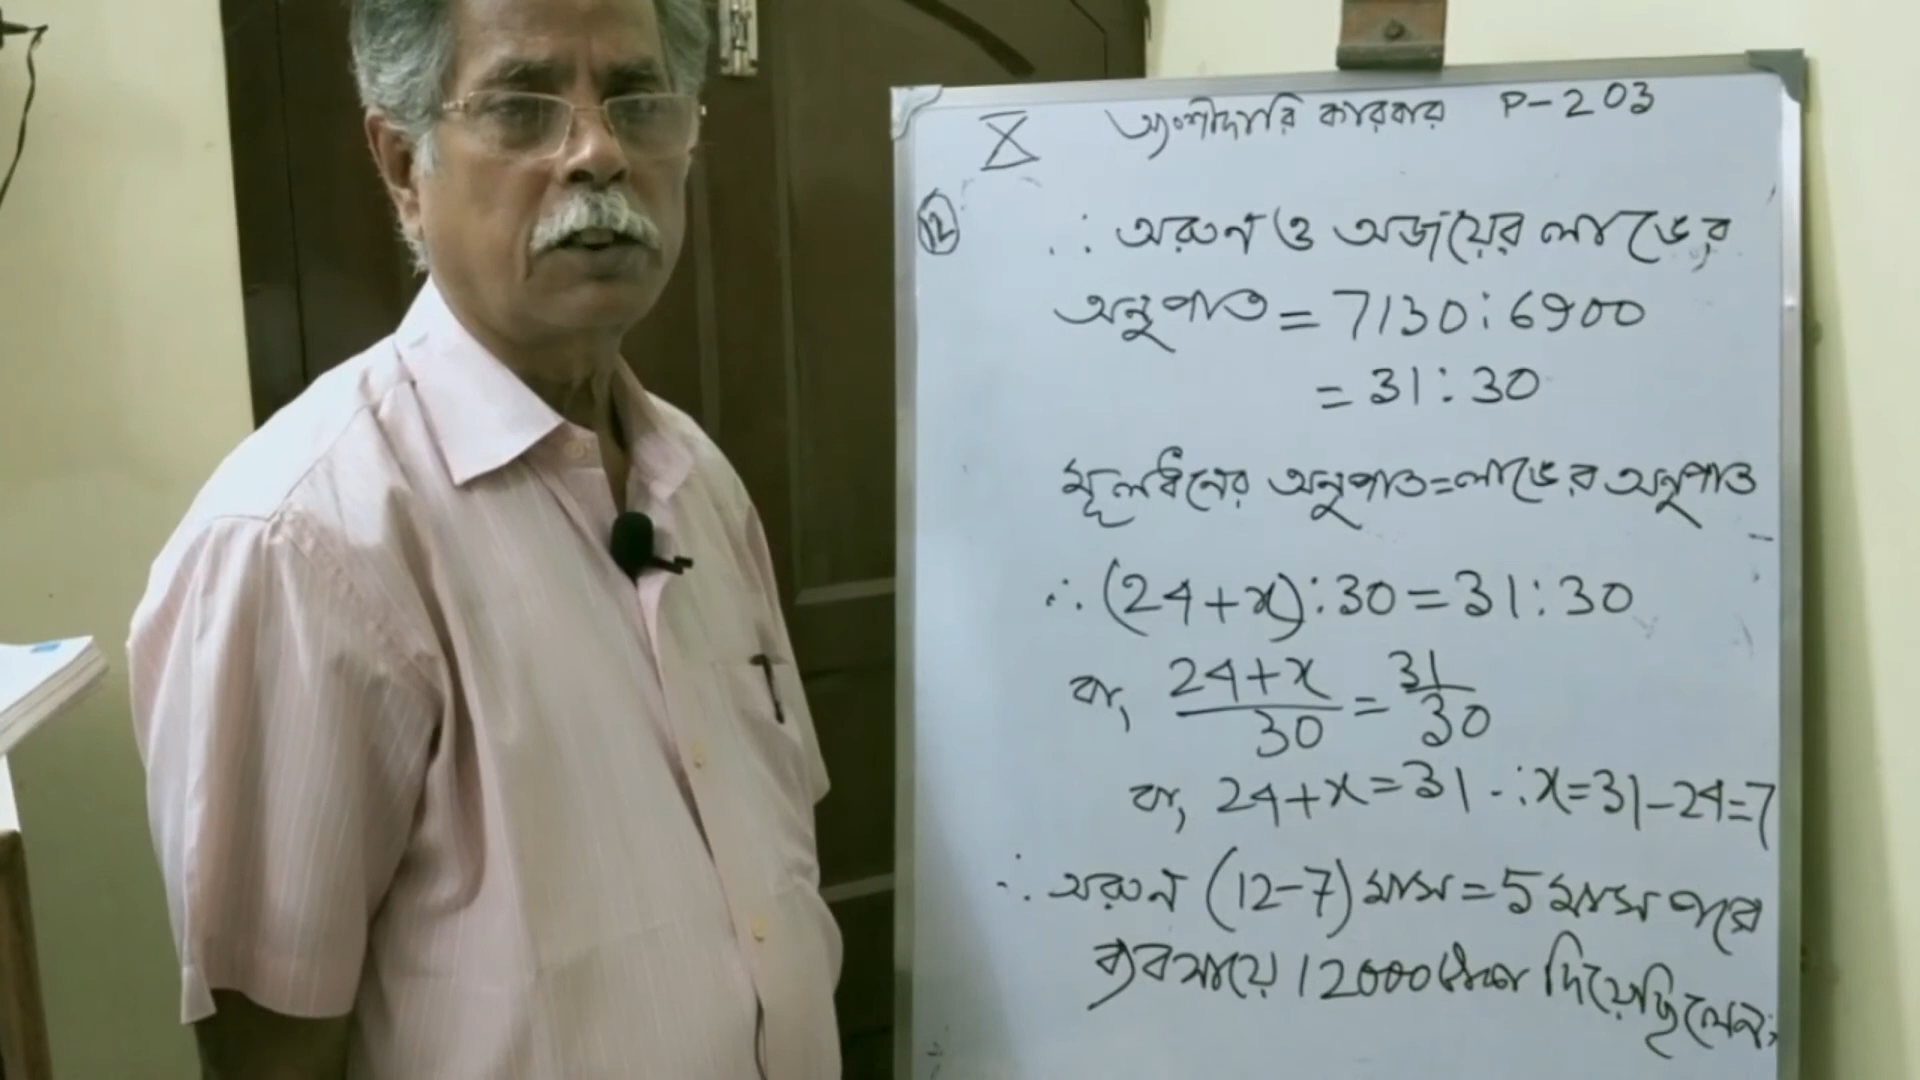 X অংশীদারি কারবার P-203
12 ∴ অরুন ও অজয়ের লাভের
অনুপাত = 7130:6900
= 31:30
মূলধনের অনুপাত=লাভের অনুপাত
∴ (24+x):30=31:30
বা, 24+x/30 = 31/30
বা, 24+x=31 ∴x=31-24=7
∴ অরুন (12-7) মাস=5 মাস পরে
ব্যবসায়ে 12000 টাকা দিয়েছিলেন,